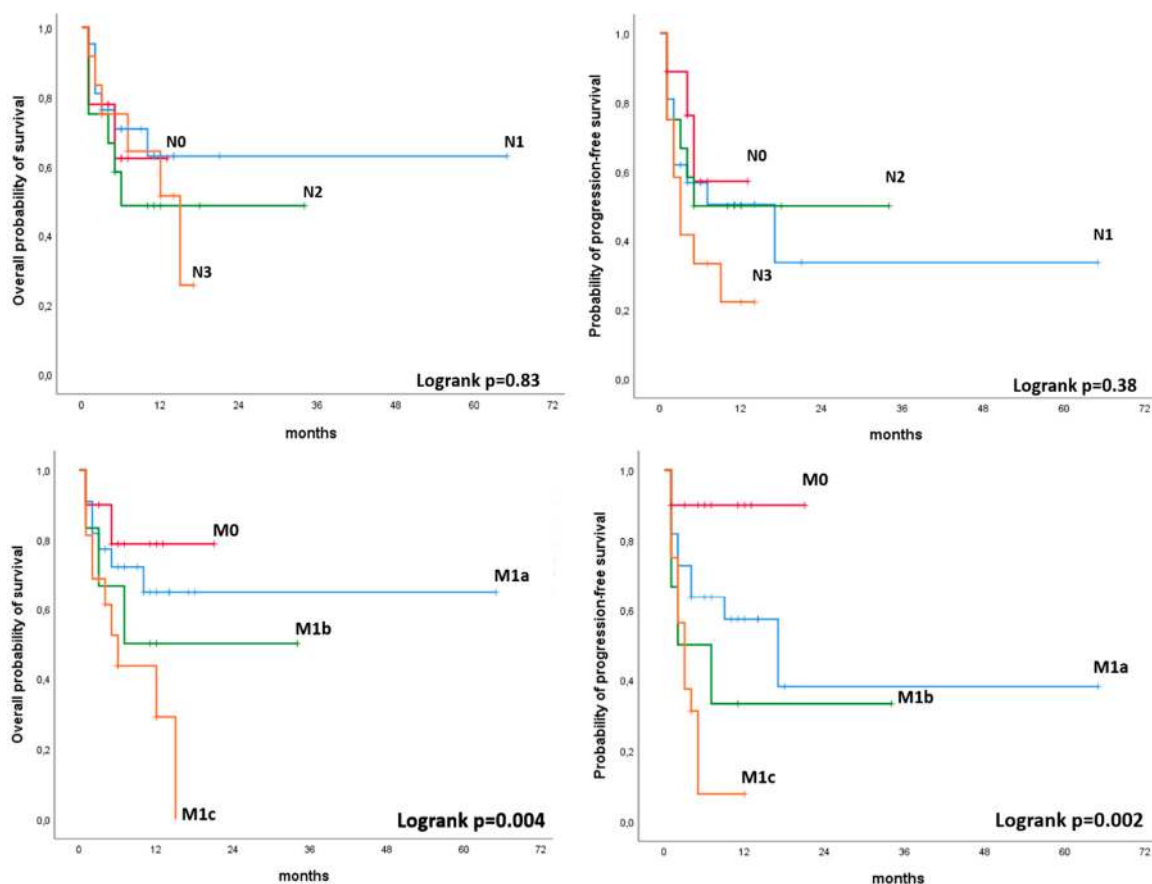 Overall probability of survival
1,0
0,8
0,6
0,4
0,2
0,0
N0
N1
N2
N3
Logrank p=0.83
0 12 24 36 48 60 72
months
Probability of progression-free survival
1,0
0,8
0,6
0,4
0,2
0,0
N0
N2
N1
N3
Logrank p=0.38
0 12 24 36 48 60 72
months
Overall probability of survival
1,0
0,8
0,6
0,4
0,2
0,0
M0
M1a
M1b
M1c
Logrank p=0.004
0 12 24 36 48 60 72
months
Probability of progression-free survival
1,0
0,8
0,6
0,4
0,2
0,0
M0
M1a
M1b
M1c
Logrank p=0.002
0 12 24 36 48 60 72
months